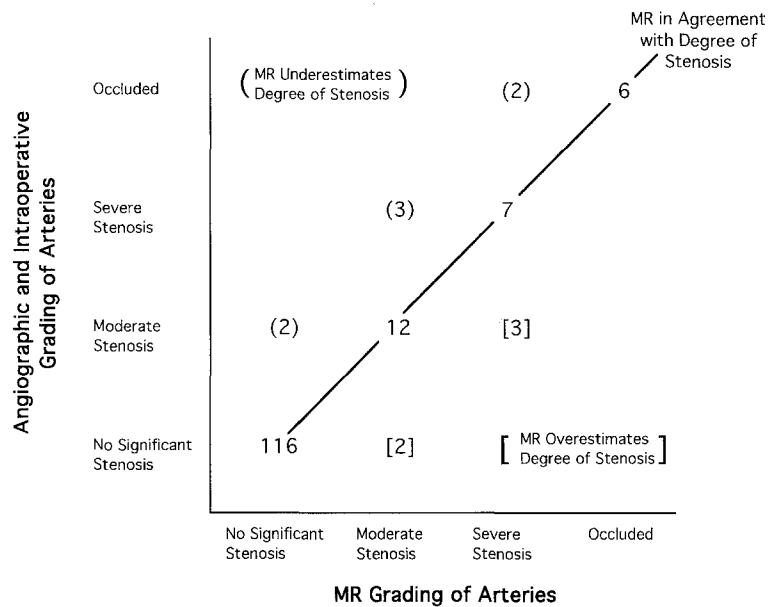 MR in Agreement
with Degree of
Stenosis
Angiographic and Intraoperative
Grading of Arteries
Occluded
( MR Underestimates
Degree of Stenosis )
(2)
6
Severe
Stenosis
(3)
7
Moderate
Stenosis
(2)
12
[3]
No Significant
Stenosis
116
[2]
[ MR Overestimates
Degree of Stenosis ]
No Significant
Stenosis
Moderate
Stenosis
Severe
Stenosis
Occluded
MR Grading of Arteries